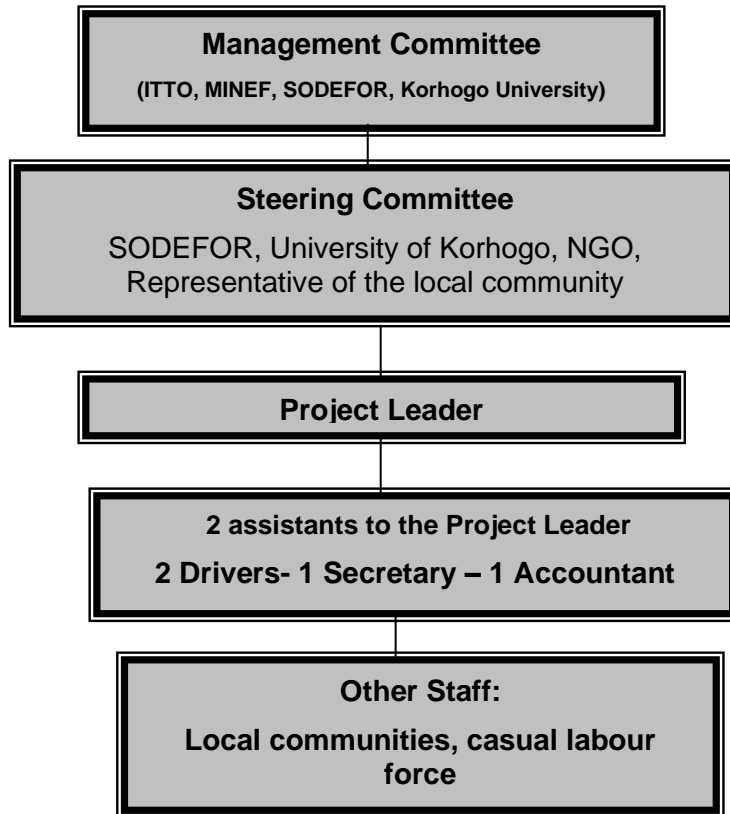 Management Committee
(ITTO, MINEF, SODEFOR, Korhogo University)
Steering Committee
SODEFOR, University of Korhogo, NGO,
Representative of the local community
Project Leader
2 assistants to the Project Leader
2 Drivers- 1 Secretary – 1 Accountant
Other Staff:
Local communities, casual labour
force